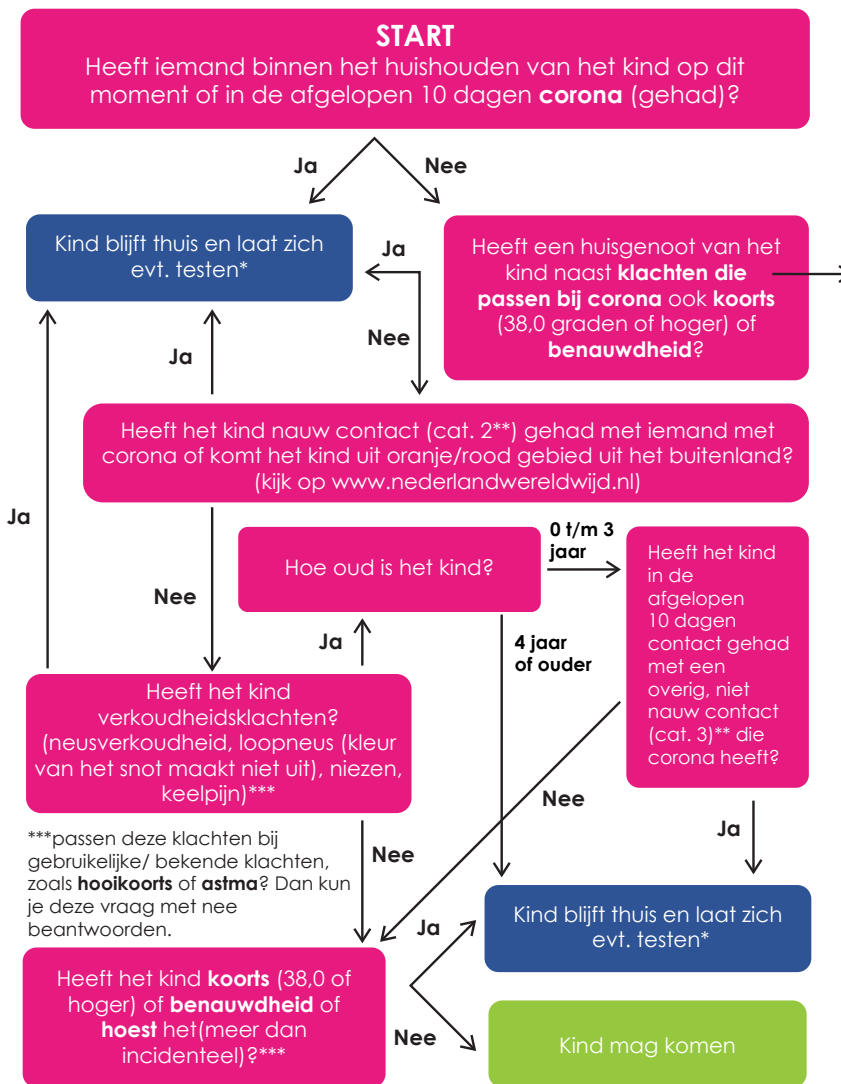 START
Heeft iemand binnen het huishouden van het kind op dit
moment of in de afgelopen 10 dagen corona (gehad)?
Ja
Nee
Kind blijft thuis en laat zich
evt. testen*
Ja
Nee
Heeft een huisgenoot van het
kind naast klachten die
passen bij corona ook koorts
(38,0 graden of hoger) of
benauwdheid?
Ja
Heeft het kind nauw contact (cat. 2**) gehad met iemand met
corona of komt het kind uit oranje/rood gebied uit het buitenland?
(kijk op www.nederlandwereldwijd.nl)
Ja
Nee
Hoe oud is het kind?
0 t/m 3
jaar
4 jaar
of ouder
Heeft het kind
in de
afgelopen
10 dagen
contact gehad
met een
overig, niet
nauw contact
(cat. 3)** die
corona heeft?
Ja
Heeft het kind
verkoudheidsklachten?
(neusverkoudheid, loopneus (kleur
van het snot maakt niet uit), niezen,
keelpijn)***
Nee
Ja
***passen deze klachten bij
gebruikelijke/ bekende klachten,
zoals hooikoorts of astma? Dan kun
je deze vraag met nee
beantwoorden.
Nee
Kind blijft thuis en laat zich
evt. testen*
Ja
Heeft het kind koorts (38,0 of
hoger) of benauwdheid of
hoest het(meer dan
incidenteel)?***
Nee
Kind mag komen